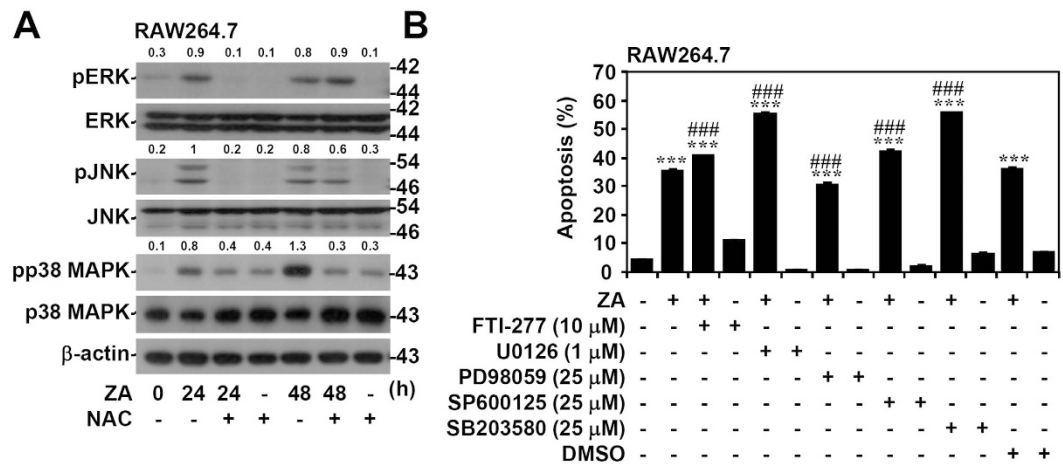 A
RAW264.7
0.3 0.9 0.1 0.1 0.8 0.9 0.1
pERK -42 -44
ERK -42 -44
0.2 1 0.2 0.2 0.8 0.6 0.3
pJNK -54 -46
JNK -54 -46
0.1 0.8 0.4 0.4 1.3 0.3 0.3
pp38 MAPK -43
p38 MAPK -43
β-actin -43
ZA 0 24 24 - 48 48 - (h)
NAC - - + + - + +
B
RAW264.7
Apoptosis (%)
70
60
50
40
30
20
10
0
***
###
***
###
***
###
***
###
***
###
***
***
ZA - + + - + - + - + - + - + -
FTI-277 (10 μM) - - + + - - - - - - - - - -
U0126 (1 μM) - - - - + + - - - - - - - -
PD98059 (25 μM) - - - - - - + + - - - - - -
SP600125 (25 μM) - - - - - - - - + + - - - -
SB203580 (25 μM) - - - - - - - - - - + + - -
DMSO - - - - - - - - - - - - + +